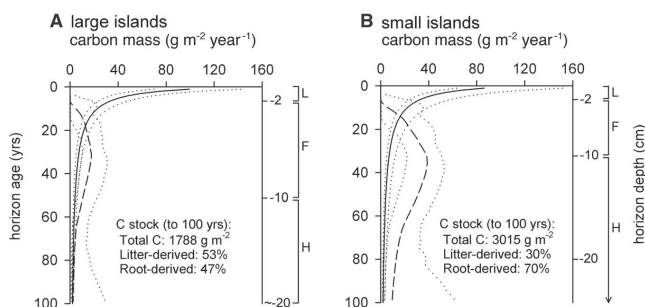 A large islands
carbon mass (g m⁻² year⁻¹)
0 40 80 120 160
0
20
40
60
80
100
horizon age (yrs)
-2
-10
~-20
L
F
H
C stock (to 100 yrs):
Total C: 1788 g m⁻²
Litter-derived: 53%
Root-derived: 47%
B small islands
carbon mass (g m⁻² year⁻¹)
0 40 80 120 160
0
20
40
60
80
100
-2
-10
-20
L
F
H
horizon depth (cm)
C stock (to 100 yrs):
Total C: 3015 g m⁻²
Litter-derived: 30%
Root-derived: 70%